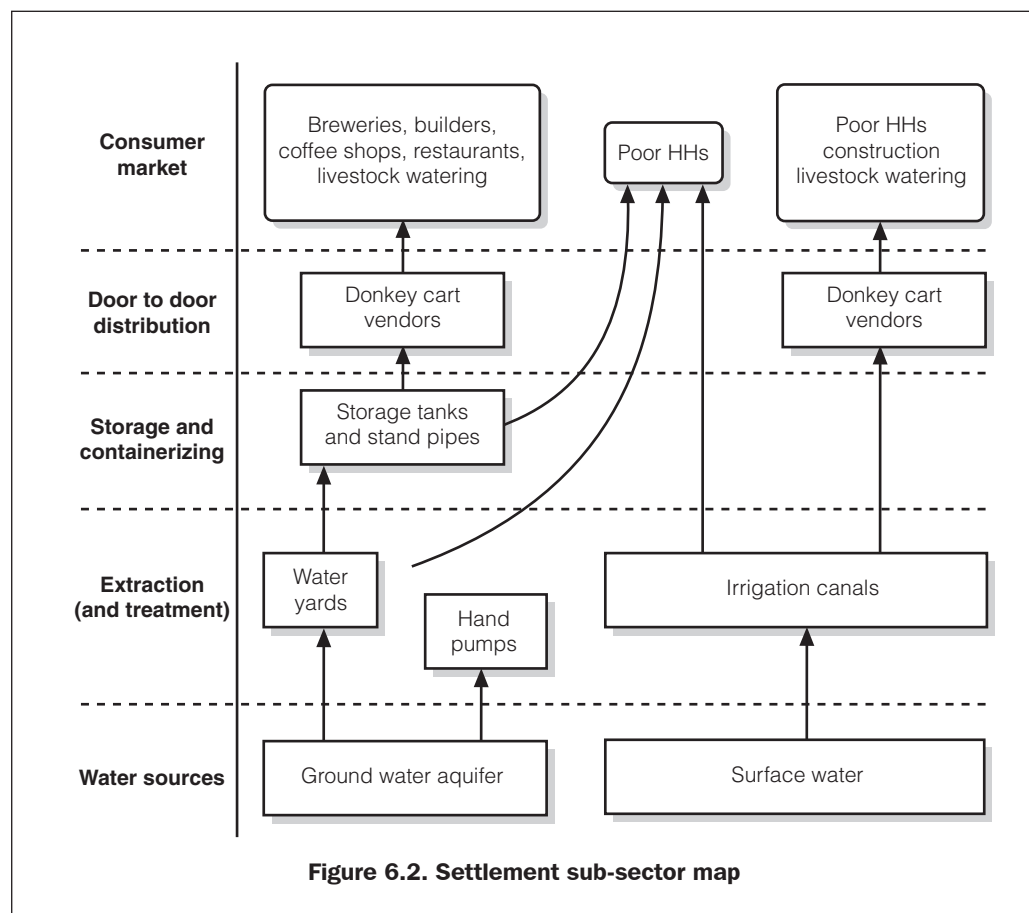 Consumer
market
Breweries, builders,
coffee shops, restaurants,
livestock watering
Poor HHs
Poor HHs
construction
livestock watering
Door to door
distribution
Donkey cart
vendors
Donkey cart
vendors
Storage and
containerizing
Storage tanks
and stand pipes
Extraction
(and treatment)
Water
yards
Hand
pumps
Irrigation canals
Water sources
Ground water aquifer
Surface water
Figure 6.2. Settlement sub-sector map